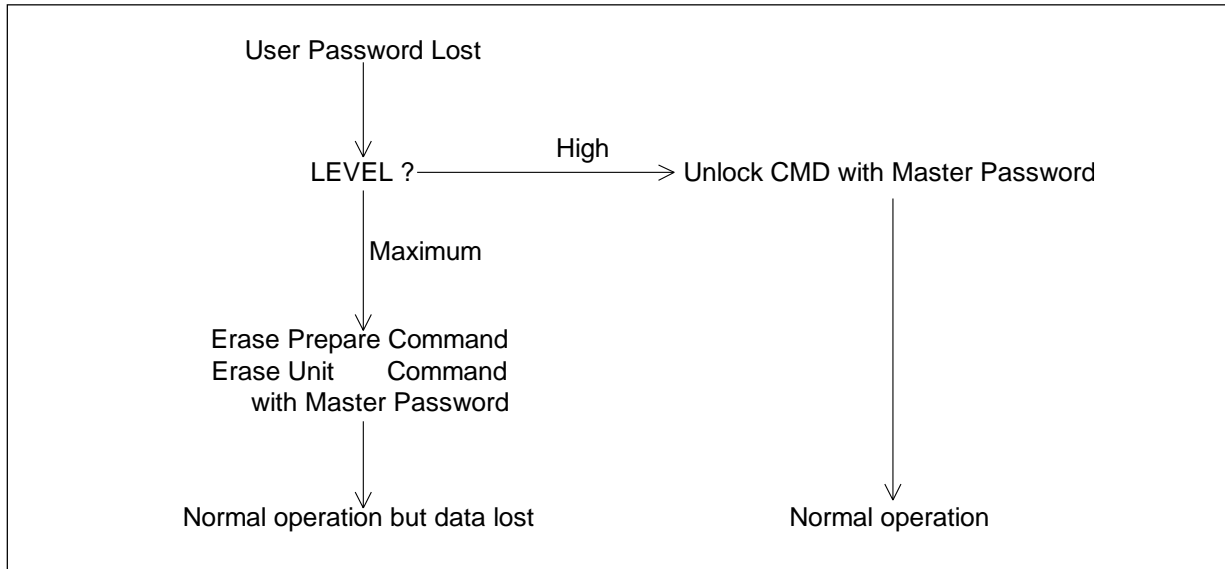 User Password Lost
High
LEVEL ?
Unlock CMD with Master Password
Maximum
Erase Prepare Command
Erase Unit Command
with Master Password
Normal operation but data lost
Normal operation